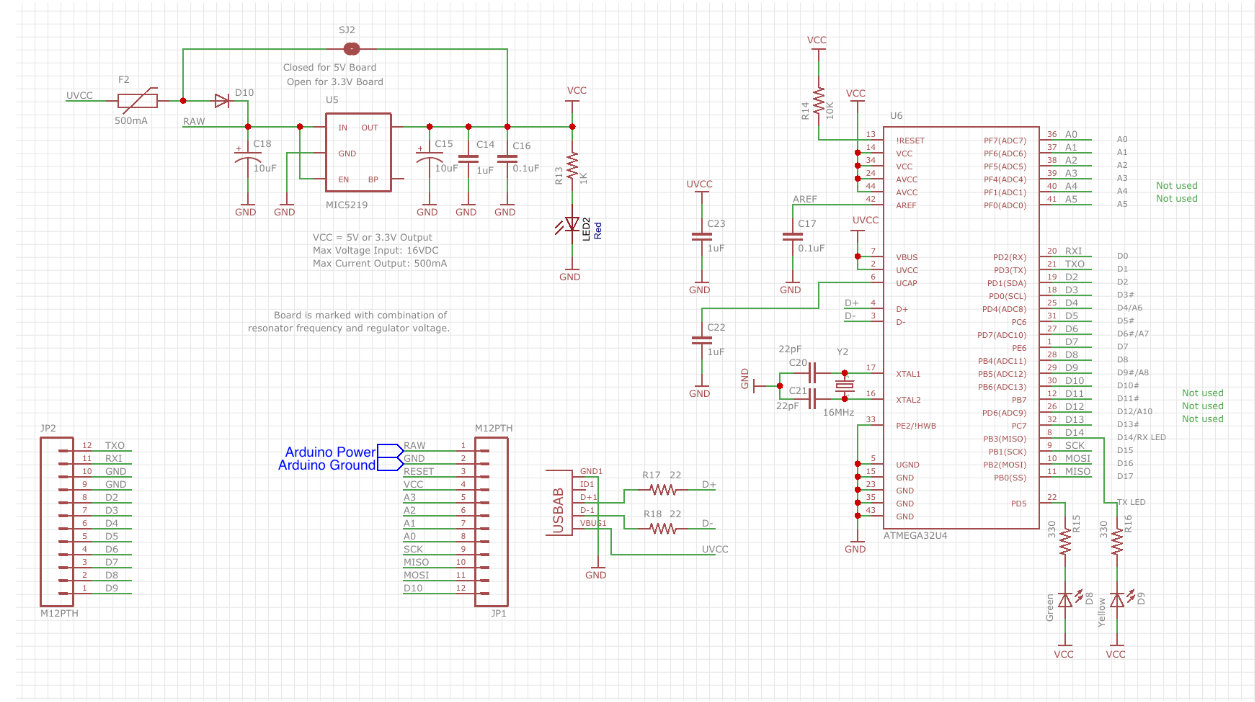 SJ2
Closed for 5V Board
Open for 3.3V Board
F2
UVCC
500mA
D10
RAW
U5
IN OUT
GND
EN BP
MIC5219
C18
10uF
GND
GND
C15
10uF
GND
C14
1uF
GND
C16
0.1uF
GND
VCC
R13
1K
LED2
Red
GND
VCC = 5V or 3.3V Output
Max Voltage Input: 16VDC
Max Current Output: 500mA
Board is marked with combination of
resonator frequency and regulator voltage.
VCC
R14
10K
VCC
UVCC
C23
1uF
GND
AREF
C17
0.1uF
GND
UVCC
C22
1uF
GND
D+
D-
22pF
C20
C21
22pF
GND
Y2
16MHz
GND
U6
13 !RESET
14 VCC
34 VCC
24 AVCC
44 AVCC
42 AREF
7 VBUS
2 UVCC
6 UCAP
4 D+
3 D-
17 XTAL1
16 XTAL2
33 PE2/!HWB
5 UGND
15 GND
23 GND
35 GND
43 GND
ATMEGA32U4
PF7(ADC7) 36 A0 A0
PF6(ADC6) 37 A1 A1
PF5(ADC5) 38 A2 A2
PF4(ADC4) 39 A3 A3
PF1(ADC1) 40 A4 A4 Not used
PF0(ADC0) 41 A5 A5 Not used
PD2(RX) 20 RXI D0
PD3(TX) 21 TXO D1
PD1(SDA) 19 D2 D2
PD0(SCL) 18 D3 D3#
PD4(ADC8) 25 D4 D4/A6
PC6 31 D5 D5#
PD7(ADC10) 27 D6 D6#/A7
PE6 1 D7 D7
PB4(ADC11) 28 D8 D8
PB5(ADC12) 29 D9 D9#/A8
PB6(ADC13) 30 D10 D10#
PB7 12 D11 D11# Not used
PD6(ADC9) 26 D12 D12/A10 Not used
PC7 32 D13 D13# Not used
PB3(MISO) 8 D14 D14/RX LED
PB1(SCK) 9 SCK D15
PB2(MOSI) 10 MOSI D16
PB0(SS) 11 MISO D17
PD5 22 TX LED
330
R15
330
R16
Green
D8
Yellow
D9
VCC
VCC
JP2
12 TXO
11 RXI
10 GND
9 GND
8 D2
7 D3
6 D4
5 D5
4 D6
3 D7
2 D8
1 D9
M12PTH
M12PTH
Arduino Power RAW 1
Arduino Ground GND 2
RESET 3
VCC 4
A3 5
A2 6
A1 7
A0 8
SCK 9
MISO 10
MOSI 11
D10 12
JP1
USBAB
GND1
ID1
D+1
D-1
VBUS1
R17 22
D+
R18 22
D-
UVCC
GND